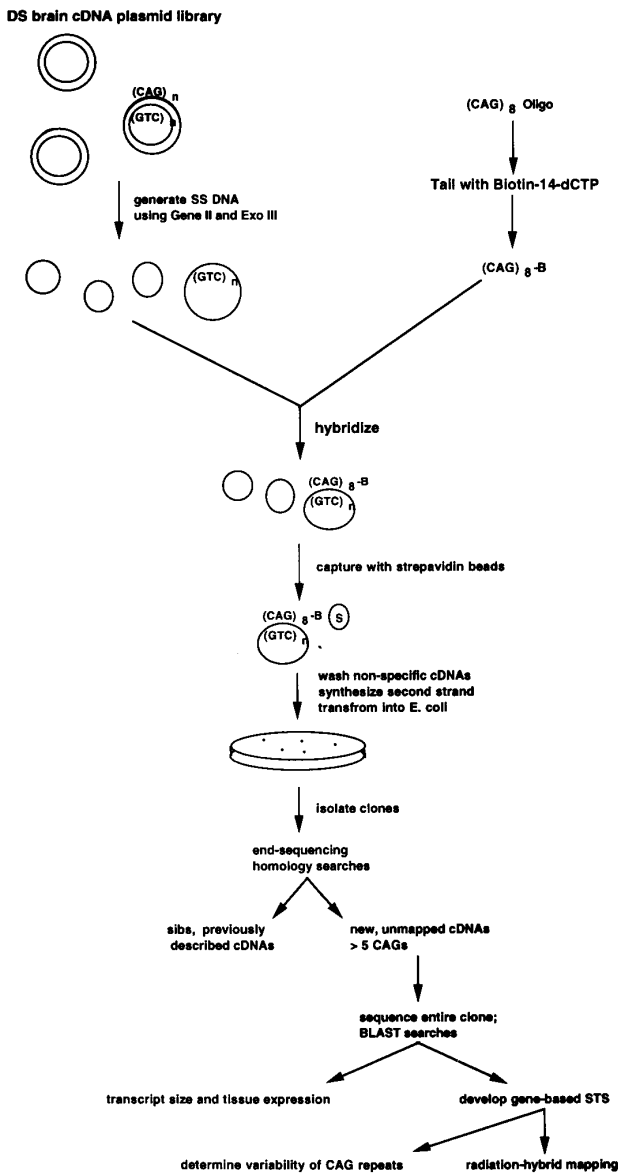 DS brain cDNA plasmid library
(CAG) n
(GTC) n
(CAG) 8 Oligo
generate SS DNA
using Gene II and Exo III
Tail with Biotin-14-dCTP
(GTC) n
(CAG) 8 -B
hybridize
(CAG) 8 -B
(GTC) n
capture with strepavidin beads
(CAG) 8 -B S
(GTC) n
wash non-specific cDNAs
synthesize second strand
transfrom into E. coli
isolate clones
end-sequencing
homology searches
sibs, previously
described cDNAs
new, unmapped cDNAs
> 5 CAGs
sequence entire clone;
BLAST searches
transcript size and tissue expression
develop gene-based STS
determine variability of CAG repeats
radiation-hybrid mapping